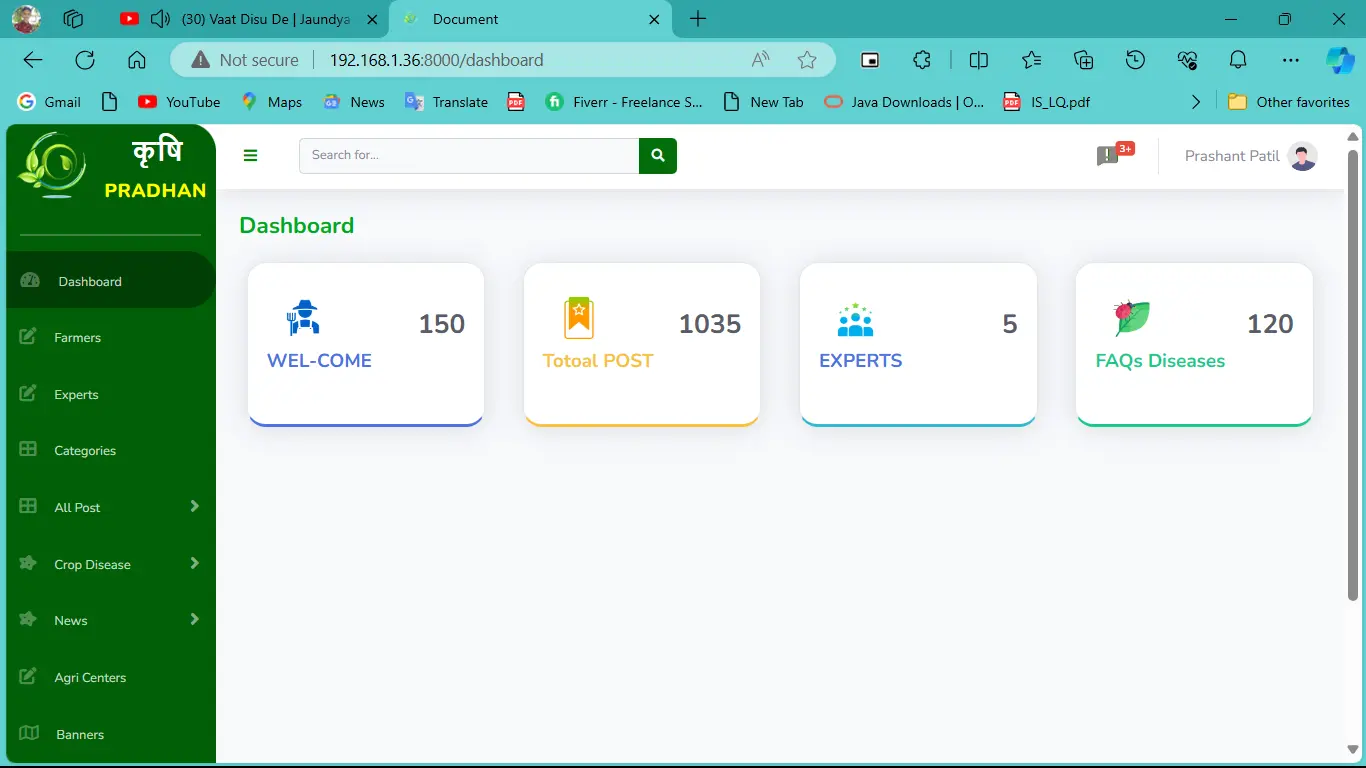 (30) Vaat Disu De | Jaundya
Document
Not secure
192.168.1.36:8000/dashboard
Gmail
YouTube
Maps
News
Translate
Fiverr - Freelance S...
New Tab
Java Downloads | O...
IS_LQ.pdf
Other favorites
कृषि
PRADHAN
Search for...
3+
Prashant Patil
Dashboard
Dashboard
Farmers
Experts
Categories
All Post
Crop Disease
News
Agri Centers
Banners
150
WEL-COME
1035
Totoal POST
5
EXPERTS
120
FAQs Diseases